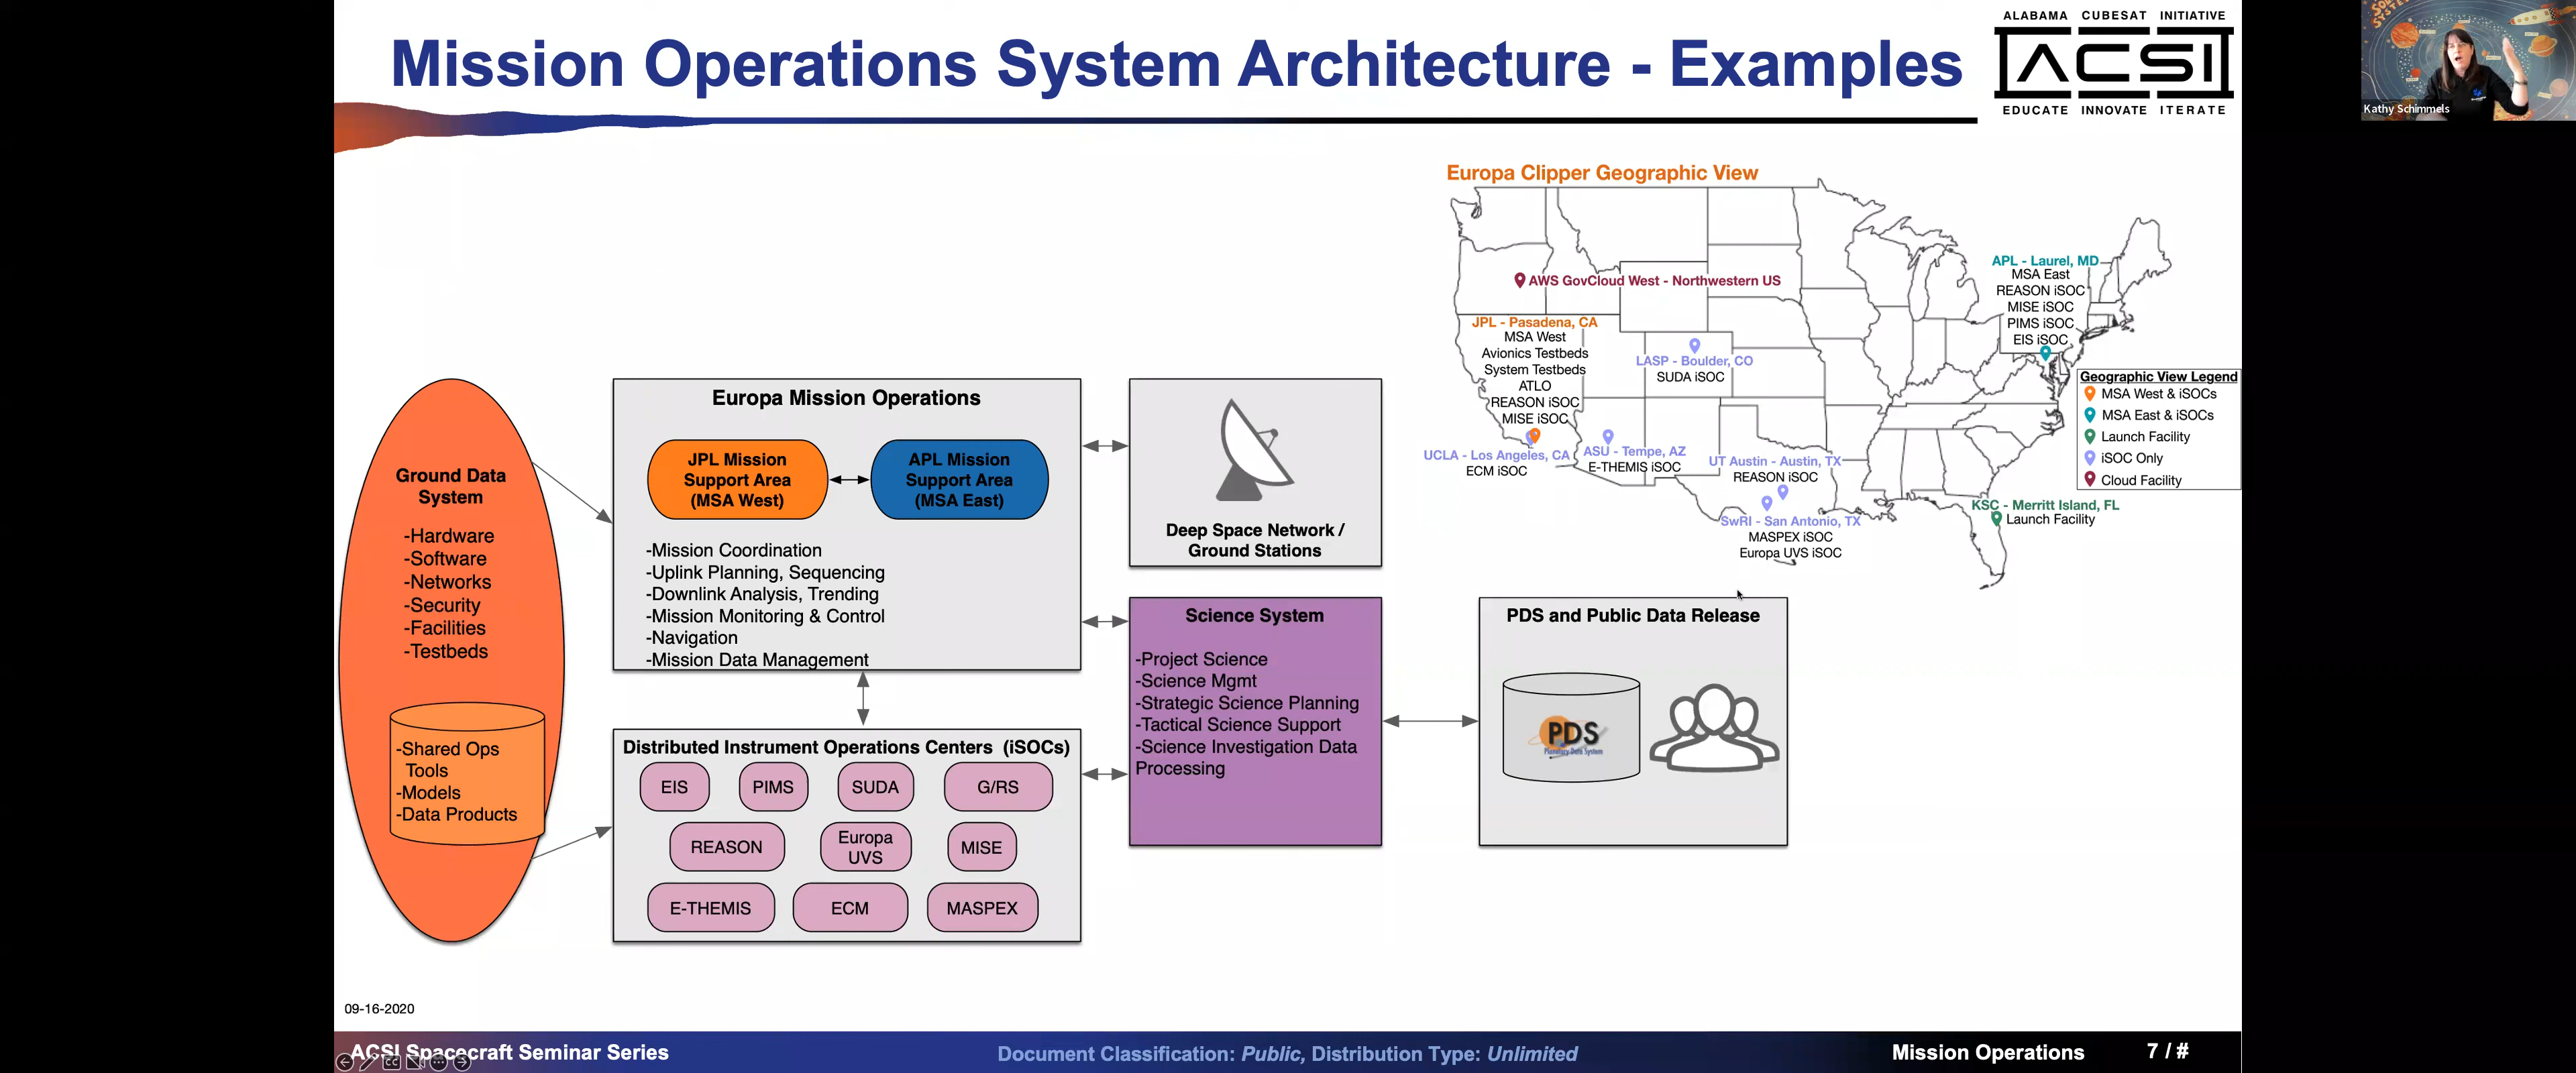 Mission Operations System Architecture - Examples
ALABAMA CUBESAT INITIATIVE
ACSI
EDUCATE INNOVATE ITERATE
Kathy Schimmels
Europa Clipper Geographic View
AWS GovCloud West - Northwestern US
JPL - Pasadena, CA
MSA West
Avionics Testbeds
System Testbeds
ATLO
REASON iSOC
MISE iSOC
UCLA - Los Angeles, CA
ECM iSOC
LASP - Boulder, CO
SUDA iSOC
ASU - Tempe, AZ
E-THEMIS iSOC
UT Austin - Austin, TX
REASON iSOC
SwRI - San Antonio, TX
MASPEX iSOC
Europa UVS iSOC
APL - Laurel, MD
MSA East
REASON iSOC
MISE iSOC
PIMS iSOC
EIS iSOC
KSC - Merritt Island, FL
Launch Facility
Geographic View Legend
MSA West & iSOCs
MSA East & iSOCs
Launch Facility
iSOC Only
Cloud Facility
Ground Data
System
-Hardware
-Software
-Networks
-Security
-Facilities
-Testbeds
-Shared Ops
Tools
-Models
-Data Products
Europa Mission Operations
JPL Mission
Support Area
(MSA West)
APL Mission
Support Area
(MSA East)
-Mission Coordination
-Uplink Planning, Sequencing
-Downlink Analysis, Trending
-Mission Monitoring & Control
-Navigation
-Mission Data Management
Deep Space Network /
Ground Stations
Distributed Instrument Operations Centers (iSOCs)
EIS
PIMS
SUDA
G/RS
REASON
Europa
UVS
MISE
E-THEMIS
ECM
MASPEX
Science System
-Project Science
-Science Mgmt
-Strategic Science Planning
-Tactical Science Support
-Science Investigation Data
Processing
PDS and Public Data Release
PDS
Planetary Data System
09-16-2020
ACSI Spacecraft Seminar Series
Document Classification: Public, Distribution Type: Unlimited
Mission Operations
7 / #